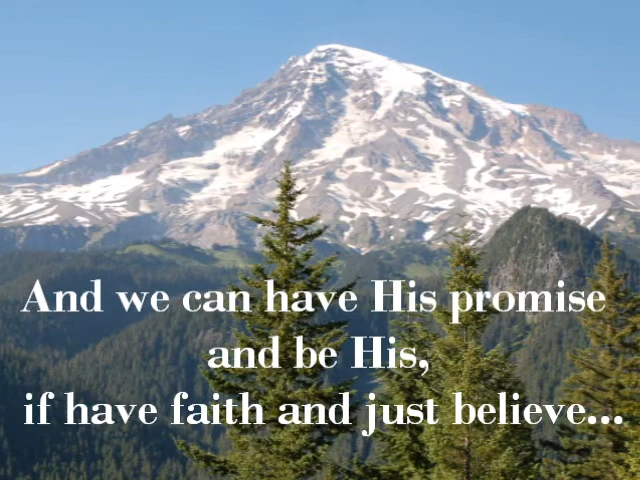 And we can have His promise
and be His,
if have faith and just believe...